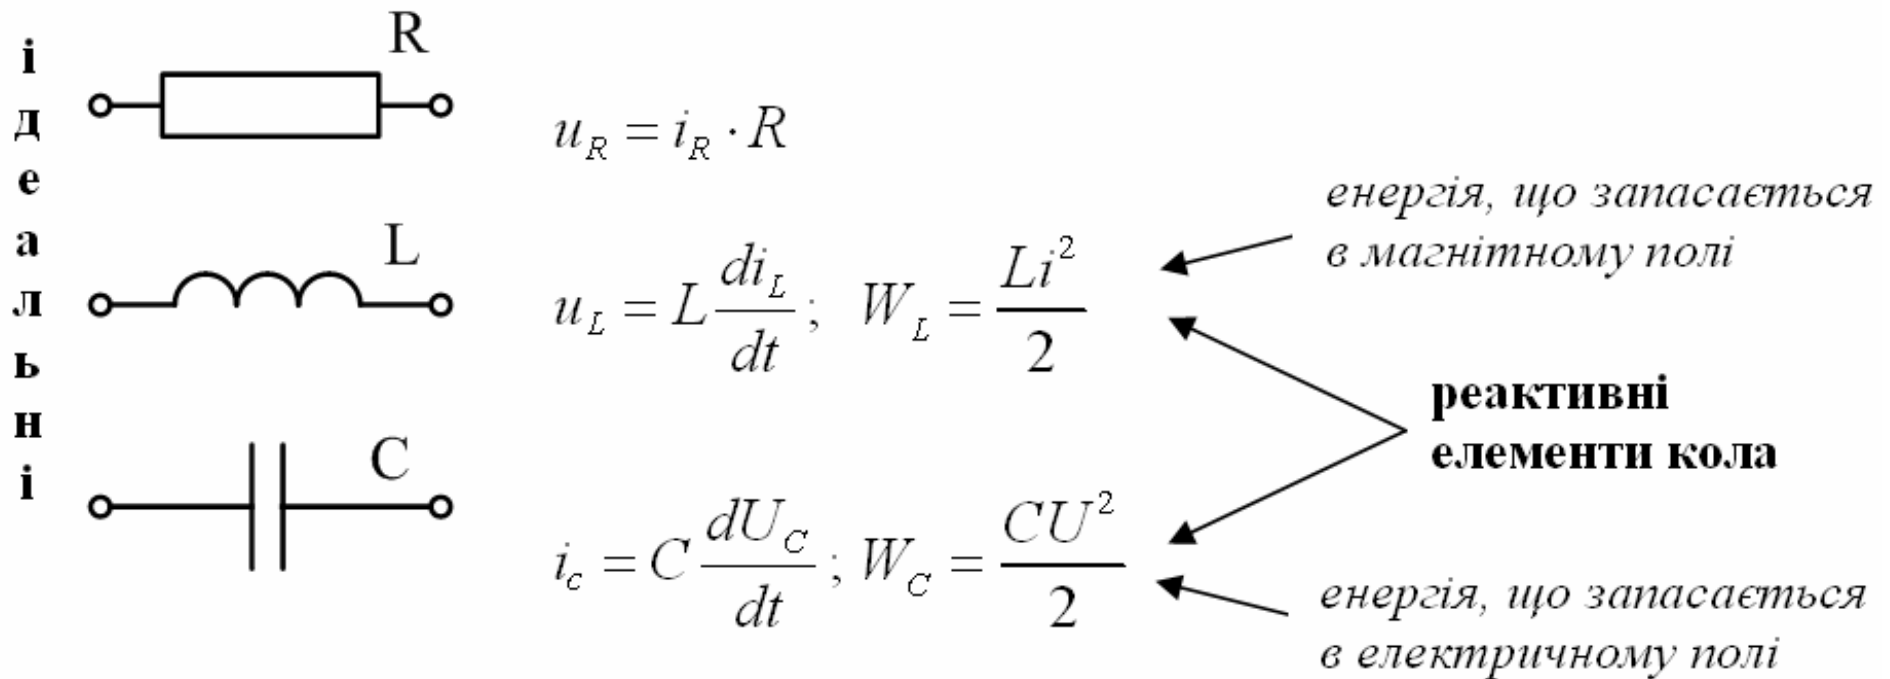 ідеальні
R
u_R = i_R · R
L
u_L = L di_L/dt ; W_L = Li²/2
енергія, що запасається
в магнітному полі
реактивні
елементи кола
C
i_c = C dU_C/dt ; W_C = CU²/2
енергія, що запасається
в електричному полі